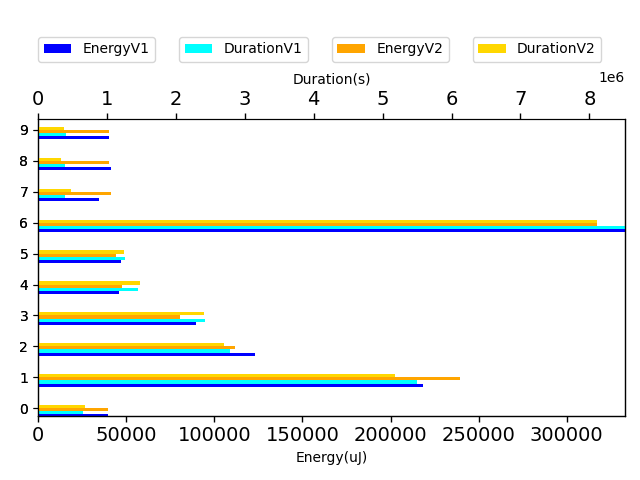 EnergyV1 DurationV1 EnergyV2 DurationV2
Duration(s)
1e6
0 1 2 3 4 5 6 7 8
9
8
7
6
5
4
3
2
1
0
0 50000 100000 150000 200000 250000 300000
Energy(uJ)